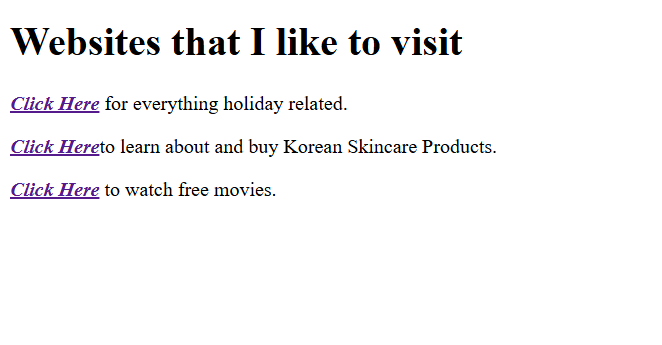 Websites that I like to visit
Click Here for everything holiday related.
Click Hereto learn about and buy Korean Skincare Products.
Click Here to watch free movies.